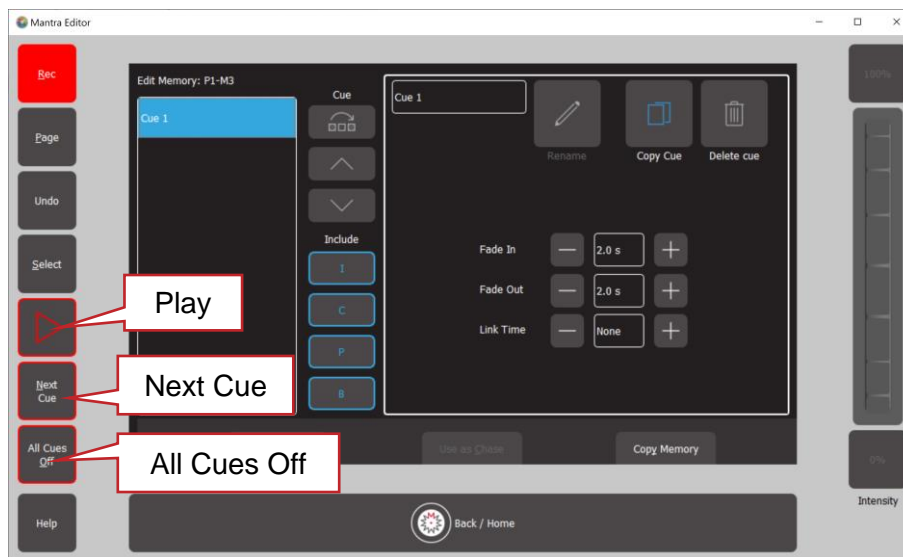 Mantra Editor
Rec
Page
Undo
Select
Play
Next
Cue
Next Cue
All Cues
Off
All Cues Off
Help
Edit Memory: P1-M3
Cue 1
Cue
Include
I
C
P
B
Cue 1
Rename
Copy Cue
Delete cue
Fade In
2.0 s
Fade Out
2.0 s
Link Time
None
Use as Chase
Copy Memory
Back / Home
100%
0%
Intensity